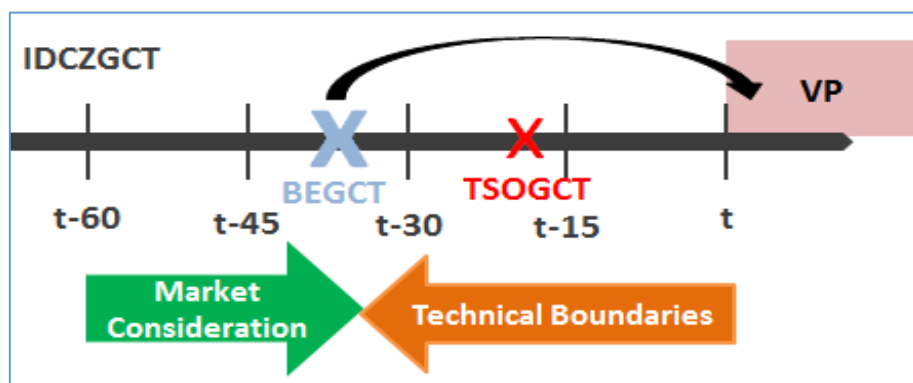 IDCZGCT
VP
BEGCT
TSOGCT
t-60
t-45
t-30
t-15
t
Market
Consideration
Technical Boundaries